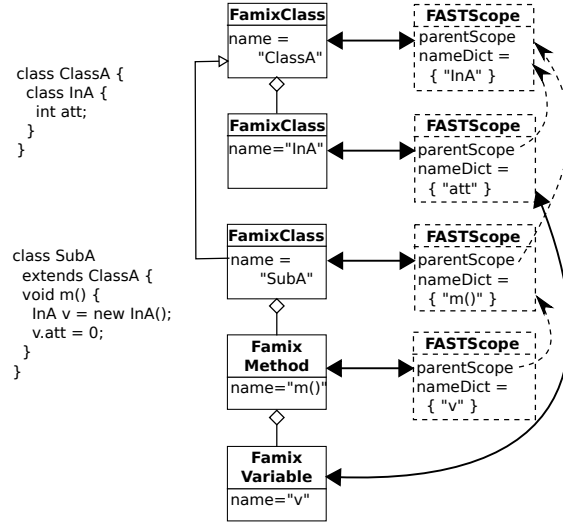 class ClassA {
class InA {
int att;
}
}
class SubA
extends ClassA {
void m() {
InA v = new InA();
v.att = 0;
}
}
FamixClass
name =
"ClassA"
FASTScope
parentScope
nameDict =
{ "InA" }
FamixClass
name="InA"
FASTScope
parentScope
nameDict =
{ "att" }
FamixClass
name =
"SubA"
FASTScope
parentScope
nameDict =
{ "m()" }
Famix
Method
name="m()"
FASTScope
parentScope
nameDict =
{ "v" }
Famix
Variable
name="v"